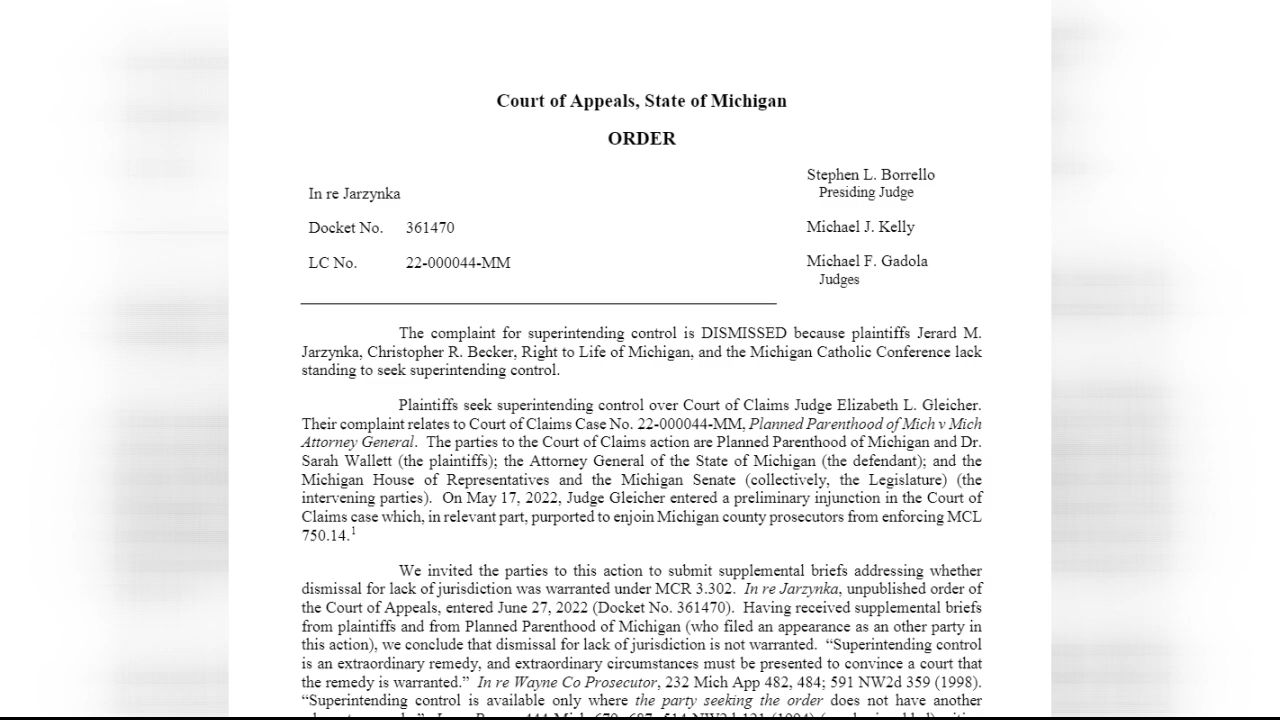 Court of Appeals, State of Michigan
ORDER
In re Jarzynka
Docket No. 361470
LC No. 22-000044-MM
Stephen L. Borrello
Presiding Judge
Michael J. Kelly
Michael F. Gadola
Judges
The complaint for superintending control is DISMISSED because plaintiffs Jerard M.
Jarzynka, Christopher R. Becker, Right to Life of Michigan, and the Michigan Catholic Conference lack
standing to seek superintending control.
Plaintiffs seek superintending control over Court of Claims Judge Elizabeth L. Gleicher.
Their complaint relates to Court of Claims Case No. 22-000044-MM, Planned Parenthood of Mich v Mich
Attorney General. The parties to the Court of Claims action are Planned Parenthood of Michigan and Dr.
Sarah Wallett (the plaintiffs); the Attorney General of the State of Michigan (the defendant); and the
Michigan House of Representatives and the Michigan Senate (collectively, the Legislature) (the
intervening parties). On May 17, 2022, Judge Gleicher entered a preliminary injunction in the Court of
Claims case which, in relevant part, purported to enjoin Michigan county prosecutors from enforcing MCL
750.14.1
We invited the parties to this action to submit supplemental briefs addressing whether
dismissal for lack of jurisdiction was warranted under MCR 3.302. In re Jarzynka, unpublished order of
the Court of Appeals, entered June 27, 2022 (Docket No. 361470). Having received supplemental briefs
from plaintiffs and from Planned Parenthood of Michigan (who filed an appearance as an other party in
this action), we conclude that dismissal for lack of jurisdiction is not warranted. “Superintending control
is an extraordinary remedy, and extraordinary circumstances must be presented to convince a court that
the remedy is warranted.” In re Wayne Co Prosecutor, 232 Mich App 482, 484; 591 NW2d 359 (1998).
“Superintending control is available only where the party seeking the order does not have another